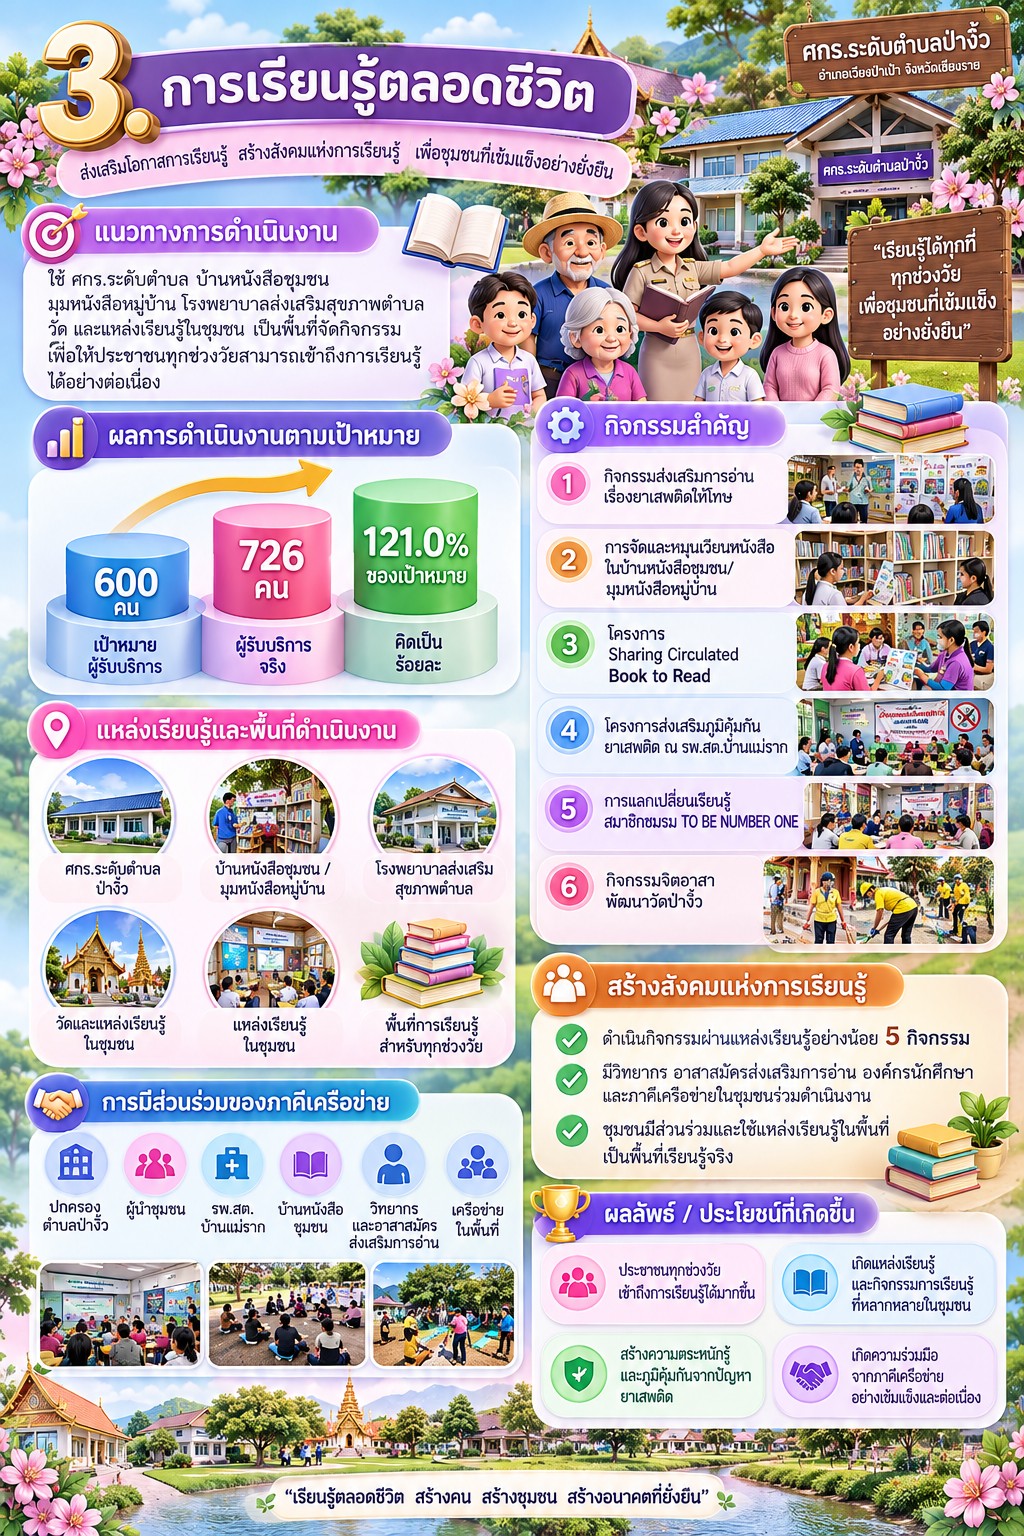 3. การเรียนรู้ตลอดชีวิต
ส่งเสริมโอกาสการเรียนรู้ สร้างสังคมแห่งการเรียนรู้ เพื่อชุมชนที่เข้มแข็งอย่างยั่งยืน
ศกร.ระดับตำบลป่างิ้ว
อำเภอเวียงป่าเป้า จังหวัดเชียงราย
ศกร.ระดับตำบลป่างิ้ว
“เรียนรู้ได้ทุกที่
ทุกช่วงวัย
เพื่อชุมชนที่เข้มแข็ง
อย่างยั่งยืน”
แนวทางการดำเนินงาน
ใช้ ศกร.ระดับตำบล บ้านหนังสือชุมชน
มุมหนังสือหมู่บ้าน โรงพยาบาลส่งเสริมสุขภาพตำบล
วัด และแหล่งเรียนรู้ในชุมชน เป็นพื้นที่จัดกิจกรรม
เพื่อให้ประชาชนทุกช่วงวัยสามารถเข้าถึงการเรียนรู้
ได้อย่างต่อเนื่อง
ผลการดำเนินงานตามเป้าหมาย
600
คน
เป้าหมาย
ผู้รับบริการ
726
คน
ผู้รับบริการ
จริง
121.0%
ของเป้าหมาย
คิดเป็น
ร้อยละ
แหล่งเรียนรู้และพื้นที่ดำเนินงาน
ศกร.ระดับตำบล
ป่างิ้ว
บ้านหนังสือชุมชน /
มุมหนังสือหมู่บ้าน
โรงพยาบาลส่งเสริม
สุขภาพตำบล
วัดและแหล่งเรียนรู้
ในชุมชน
แหล่งเรียนรู้
ในชุมชน
พื้นที่การเรียนรู้
สำหรับทุกช่วงวัย
การมีส่วนร่วมของภาคีเครือข่าย
ปกครอง
ตำบลป่างิ้ว
ผู้นำชุมชน
รพ.สต.
บ้านแม่ราก
บ้านหนังสือ
ชุมชน
วิทยากร
และอาสาสมัคร
ส่งเสริมการอ่าน
เครือข่าย
ในพื้นที่
กิจกรรมสำคัญ
1
กิจกรรมส่งเสริมการอ่าน
เรื่องยาเสพติดให้โทษ
2
การจัดและหมุนเวียนหนังสือ
ในบ้านหนังสือชุมชน/
มุมหนังสือหมู่บ้าน
3
โครงการ
Sharing Circulated
Book to Read
4
โครงการส่งเสริมภูมิคุ้มกัน
ยาเสพติด ณ รพ.สต.บ้านแม่ราก
5
การแลกเปลี่ยนเรียนรู้
สมาชิกชมรม TO BE NUMBER ONE
6
กิจกรรมจิตอาสา
พัฒนาวัดป่างิ้ว
สร้างสังคมแห่งการเรียนรู้
ดำเนินกิจกรรมผ่านแหล่งเรียนรู้อย่างน้อย 5 กิจกรรม
มีวิทยากร อาสาสมัครส่งเสริมการอ่าน องค์กรนักศึกษา
และภาคีเครือข่ายในชุมชนร่วมดำเนินงาน
ชุมชนมีส่วนร่วมและใช้แหล่งเรียนรู้ในพื้นที่
เป็นพื้นที่เรียนรู้จริง
ผลลัพธ์ / ประโยชน์ที่เกิดขึ้น
ประชาชนทุกช่วงวัย
เข้าถึงการเรียนรู้ได้มากขึ้น
เกิดแหล่งเรียนรู้
และกิจกรรมการเรียนรู้
ที่หลากหลายในชุมชน
สร้างความตระหนักรู้
และภูมิคุ้มกันจากปัญหา
ยาเสพติด
เกิดความร่วมมือ
จากภาคีเครือข่าย
อย่างเข้มแข็งและต่อเนื่อง
“เรียนรู้ตลอดชีวิต สร้างคน สร้างชุมชน สร้างอนาคตที่ยั่งยืน”